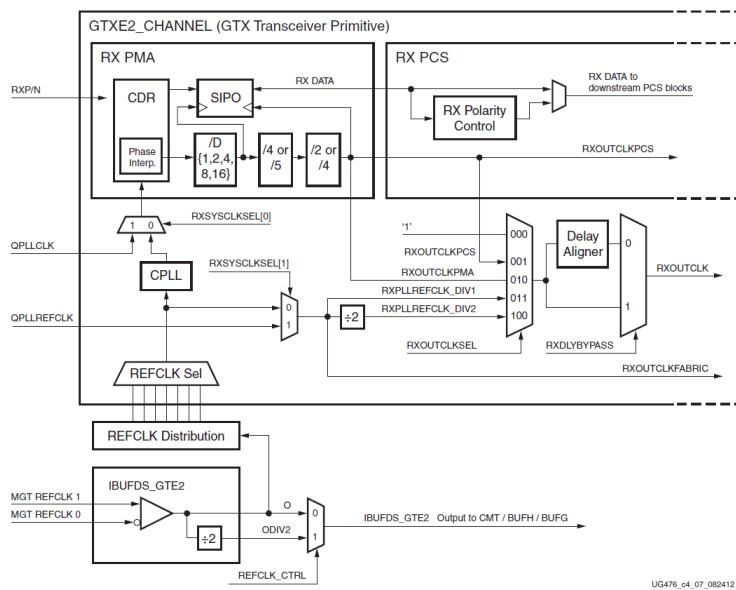 GTXE2_CHANNEL (GTX Transceiver Primitive)
RX PMA
RX PCS
RXP/N
CDR
SIPO
RX DATA
RX DATA to
downstream PCS blocks
RX Polarity
Control
Phase
Interp.
/D
{1,2,4,
8,16}
/4 or
/5
/2 or
/4
RXOUTCLKPCS
1 0
RXSYSCLKSEL[0]
QPLLCLK
CPLL
RXSYSCLKSEL[1]
QPLLREFCLK
0
1
÷2
'1'
RXOUTCLKPCS
RXOUTCLKPMA
RXPLLREFCLK_DIV1
RXPLLREFCLK_DIV2
000
001
010
011
100
RXOUTCLKSEL
Delay
Aligner
0
1
RXOUTCLK
RXDLYBYPASS
RXOUTCLKFABRIC
REFCLK Sel
REFCLK Distribution
IBUFDS_GTE2
MGT REFCLK 1
MGT REFCLK 0
÷2
O
ODIV2
0
1
IBUFDS_GTE2 Output to CMT / BUFH / BUFG
REFCLK_CTRL
UG476_c4_07_082412